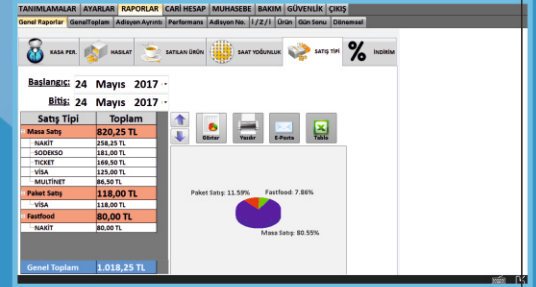 TANIMLAMALAR AYARLAR RAPORLAR CARİ HESAP MUHASEBE BAKIM GÜVENLİK ÇIKIŞ
Genel Raporlar GenelToplam Adisyon Ayrıntı Performans Adisyon No. İ/Z/İ Ürün Gün Sonu Dönemsel
KASA PER. HASILAT SATILAN ÜRÜN SAAT YOĞUNLUK SATIŞ TİPİ % İNDİRİM
Başlangıç: 24 Mayıs 2017
Bitiş: 24 Mayıs 2017
Satış Tipi Toplam
Masa Satış 820,25 TL
NAKİT 258,25 TL
SODEKSO 181,00 TL
TICKET 169,50 TL
VİSA 125,00 TL
MULTİNET 86,50 TL
Paket Satış 118,00 TL
VİSA 118,00 TL
Fastfood 80,00 TL
NAKİT 80,00 TL
Genel Toplam 1.018,25 TL
Göster Yazdır E-Posta Tablo
Paket Satış: 11.59% Fastfood: 7.86%
Masa Satış: 80.55%